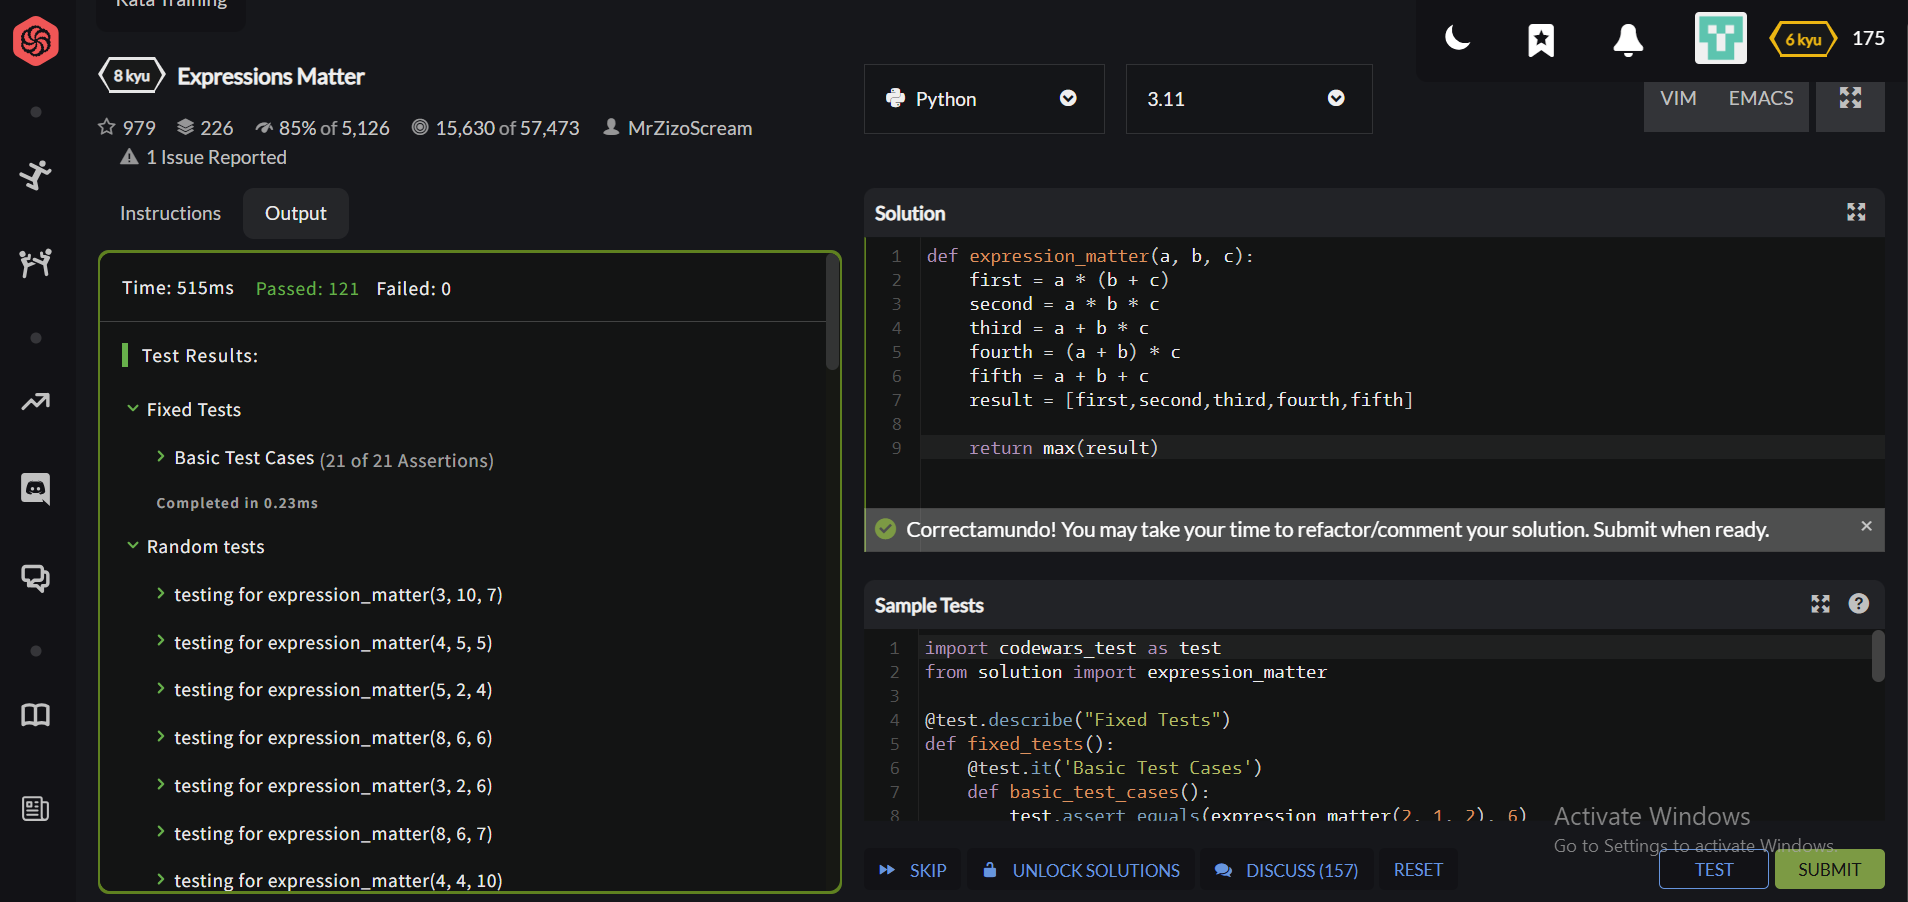 Kata Training
8 kyu Expressions Matter
979 226 85% of 5,126 15,630 of 57,473 MrZizoScream
1 Issue Reported
6 kyu 175
Python
3.11
VIM EMACS
Instructions Output
Time: 515ms Passed: 121 Failed: 0
Test Results:
Fixed Tests
Basic Test Cases (21 of 21 Assertions)
Completed in 0.23ms
Random tests
testing for expression_matter(3, 10, 7)
testing for expression_matter(4, 5, 5)
testing for expression_matter(5, 2, 4)
testing for expression_matter(8, 6, 6)
testing for expression_matter(3, 2, 6)
testing for expression_matter(8, 6, 7)
testing for expression_matter(4, 4, 10)
Solution
1 def expression_matter(a, b, c):
2 first = a * (b + c)
3 second = a * b * c
4 third = a + b * c
5 fourth = (a + b) * c
6 fifth = a + b + c
7 result = [first,second,third,fourth,fifth]
8
9 return max(result)
Correctamundo! You may take your time to refactor/comment your solution. Submit when ready. ×
Sample Tests ?
1 import codewars_test as test
2 from solution import expression_matter
3
4 @test.describe("Fixed Tests")
5 def fixed_tests():
6 @test.it('Basic Test Cases')
7 def basic_test_cases():
8 test.assert_equals(expression_matter(2, 1, 2), 6)
Activate Windows
Go to Settings to activate Windows.
SKIP UNLOCK SOLUTIONS DISCUSS (157) RESET TEST SUBMIT